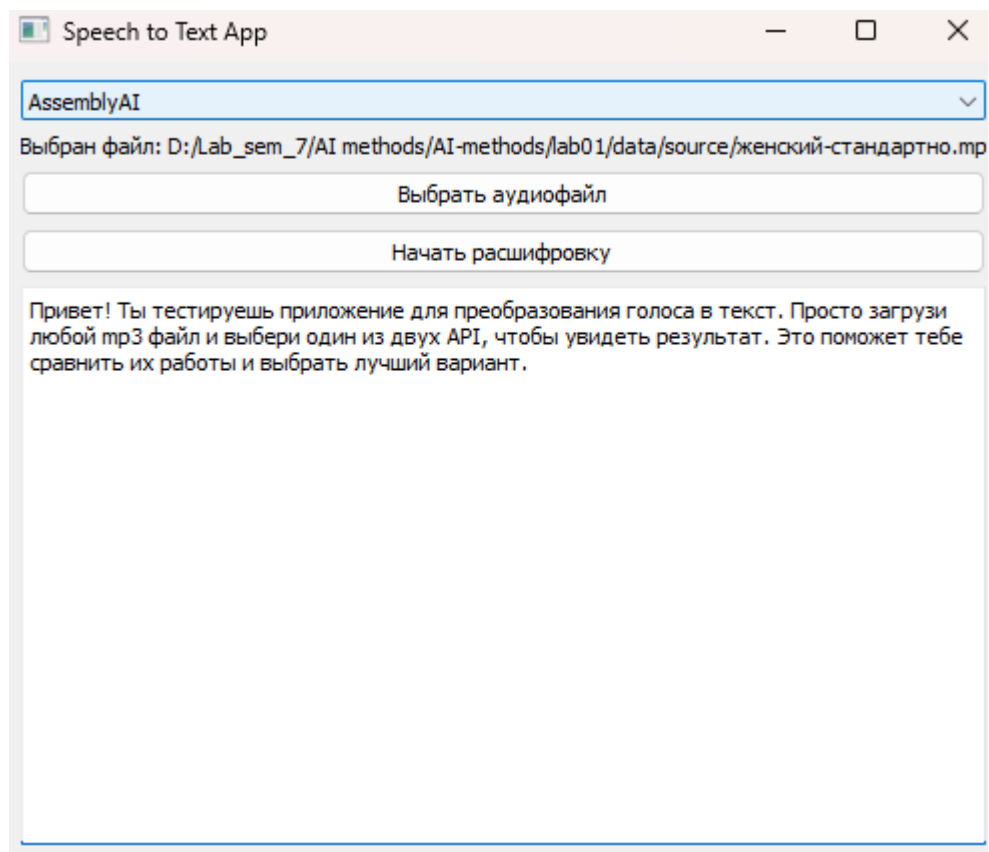 Speech to Text App
AssemblyAI
Выбран файл: D:/Lab_sem_7/AI methods/AI-methods/lab01/data/source/женский-стандартно.mp
Выбрать аудиофайл
Начать расшифровку
Привет! Ты тестируешь приложение для преобразования голоса в текст. Просто загрузи
любой mp3 файл и выбери один из двух API, чтобы увидеть результат. Это поможет тебе
сравнить их работы и выбрать лучший вариант.